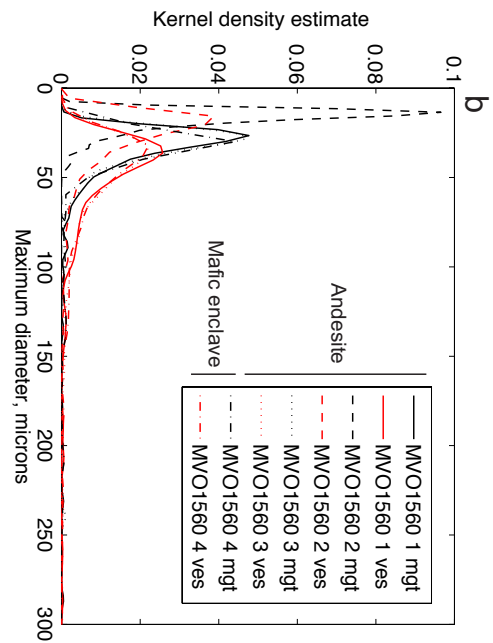 b
Kernel density estimate
0.1
0.08
0.06
0.04
0.02
0
0
50
100
150
200
250
300
Maximum diameter, microns
Andesite
Mafic enclave
MVO1560 1 mgt
MVO1560 1 ves
MVO1560 2 mgt
MVO1560 2 ves
MVO1560 3 mgt
MVO1560 3 ves
MVO1560 4 mgt
MVO1560 4 ves